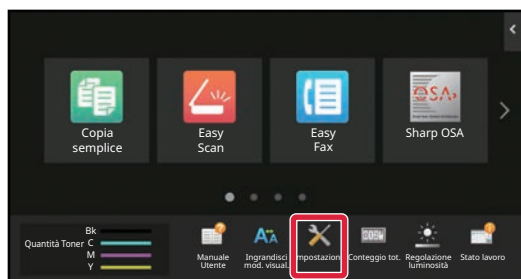 Copia
semplice
Easy
Scan
Easy
Fax
Sharp OSA
Bk
Quantità Toner C
M
Y
Manuale
Utente
Ingrandisci
mod. visual.
Impostazioni
Conteggio tot.
Regolazione
luminosità
Stato lavoro